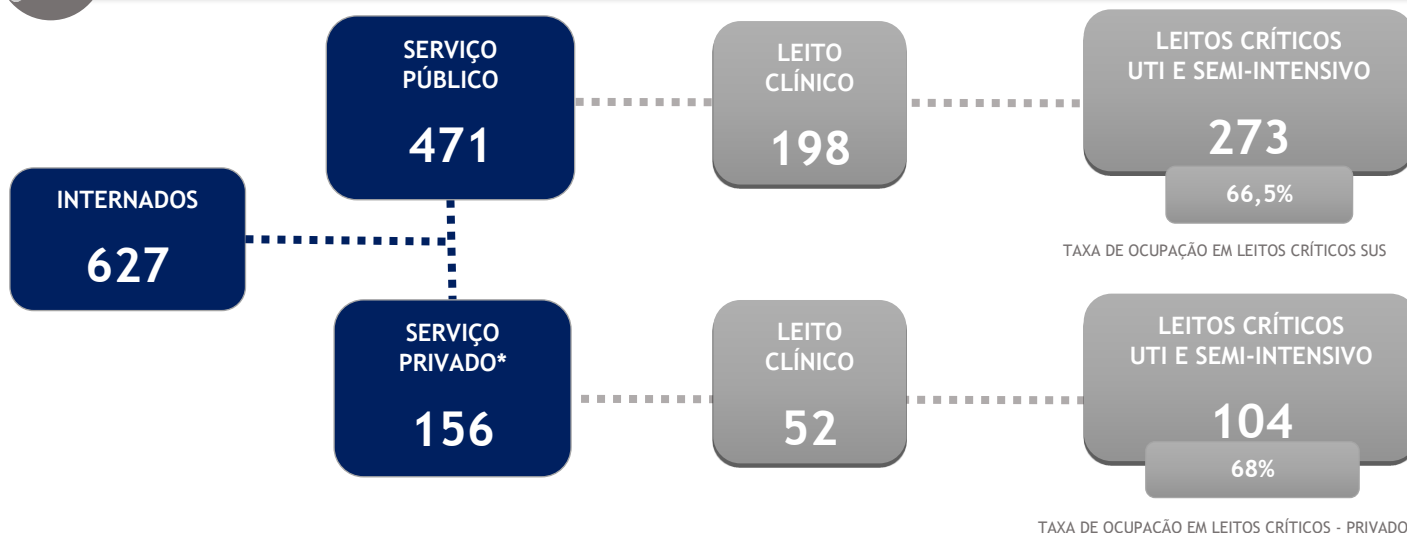 INTERNADOS
627
SERVIÇO
PÚBLICO
471
LEITO
CLÍNICO
198
LEITOS CRÍTICOS
UTI E SEMI-INTENSIVO
273
66,5%
TAXA DE OCUPAÇÃO EM LEITOS CRÍTICOS SUS
SERVIÇO
PRIVADO*
156
LEITO
CLÍNICO
52
LEITOS CRÍTICOS
UTI E SEMI-INTENSIVO
104
68%
TAXA DE OCUPAÇÃO EM LEITOS CRÍTICOS - PRIVADO